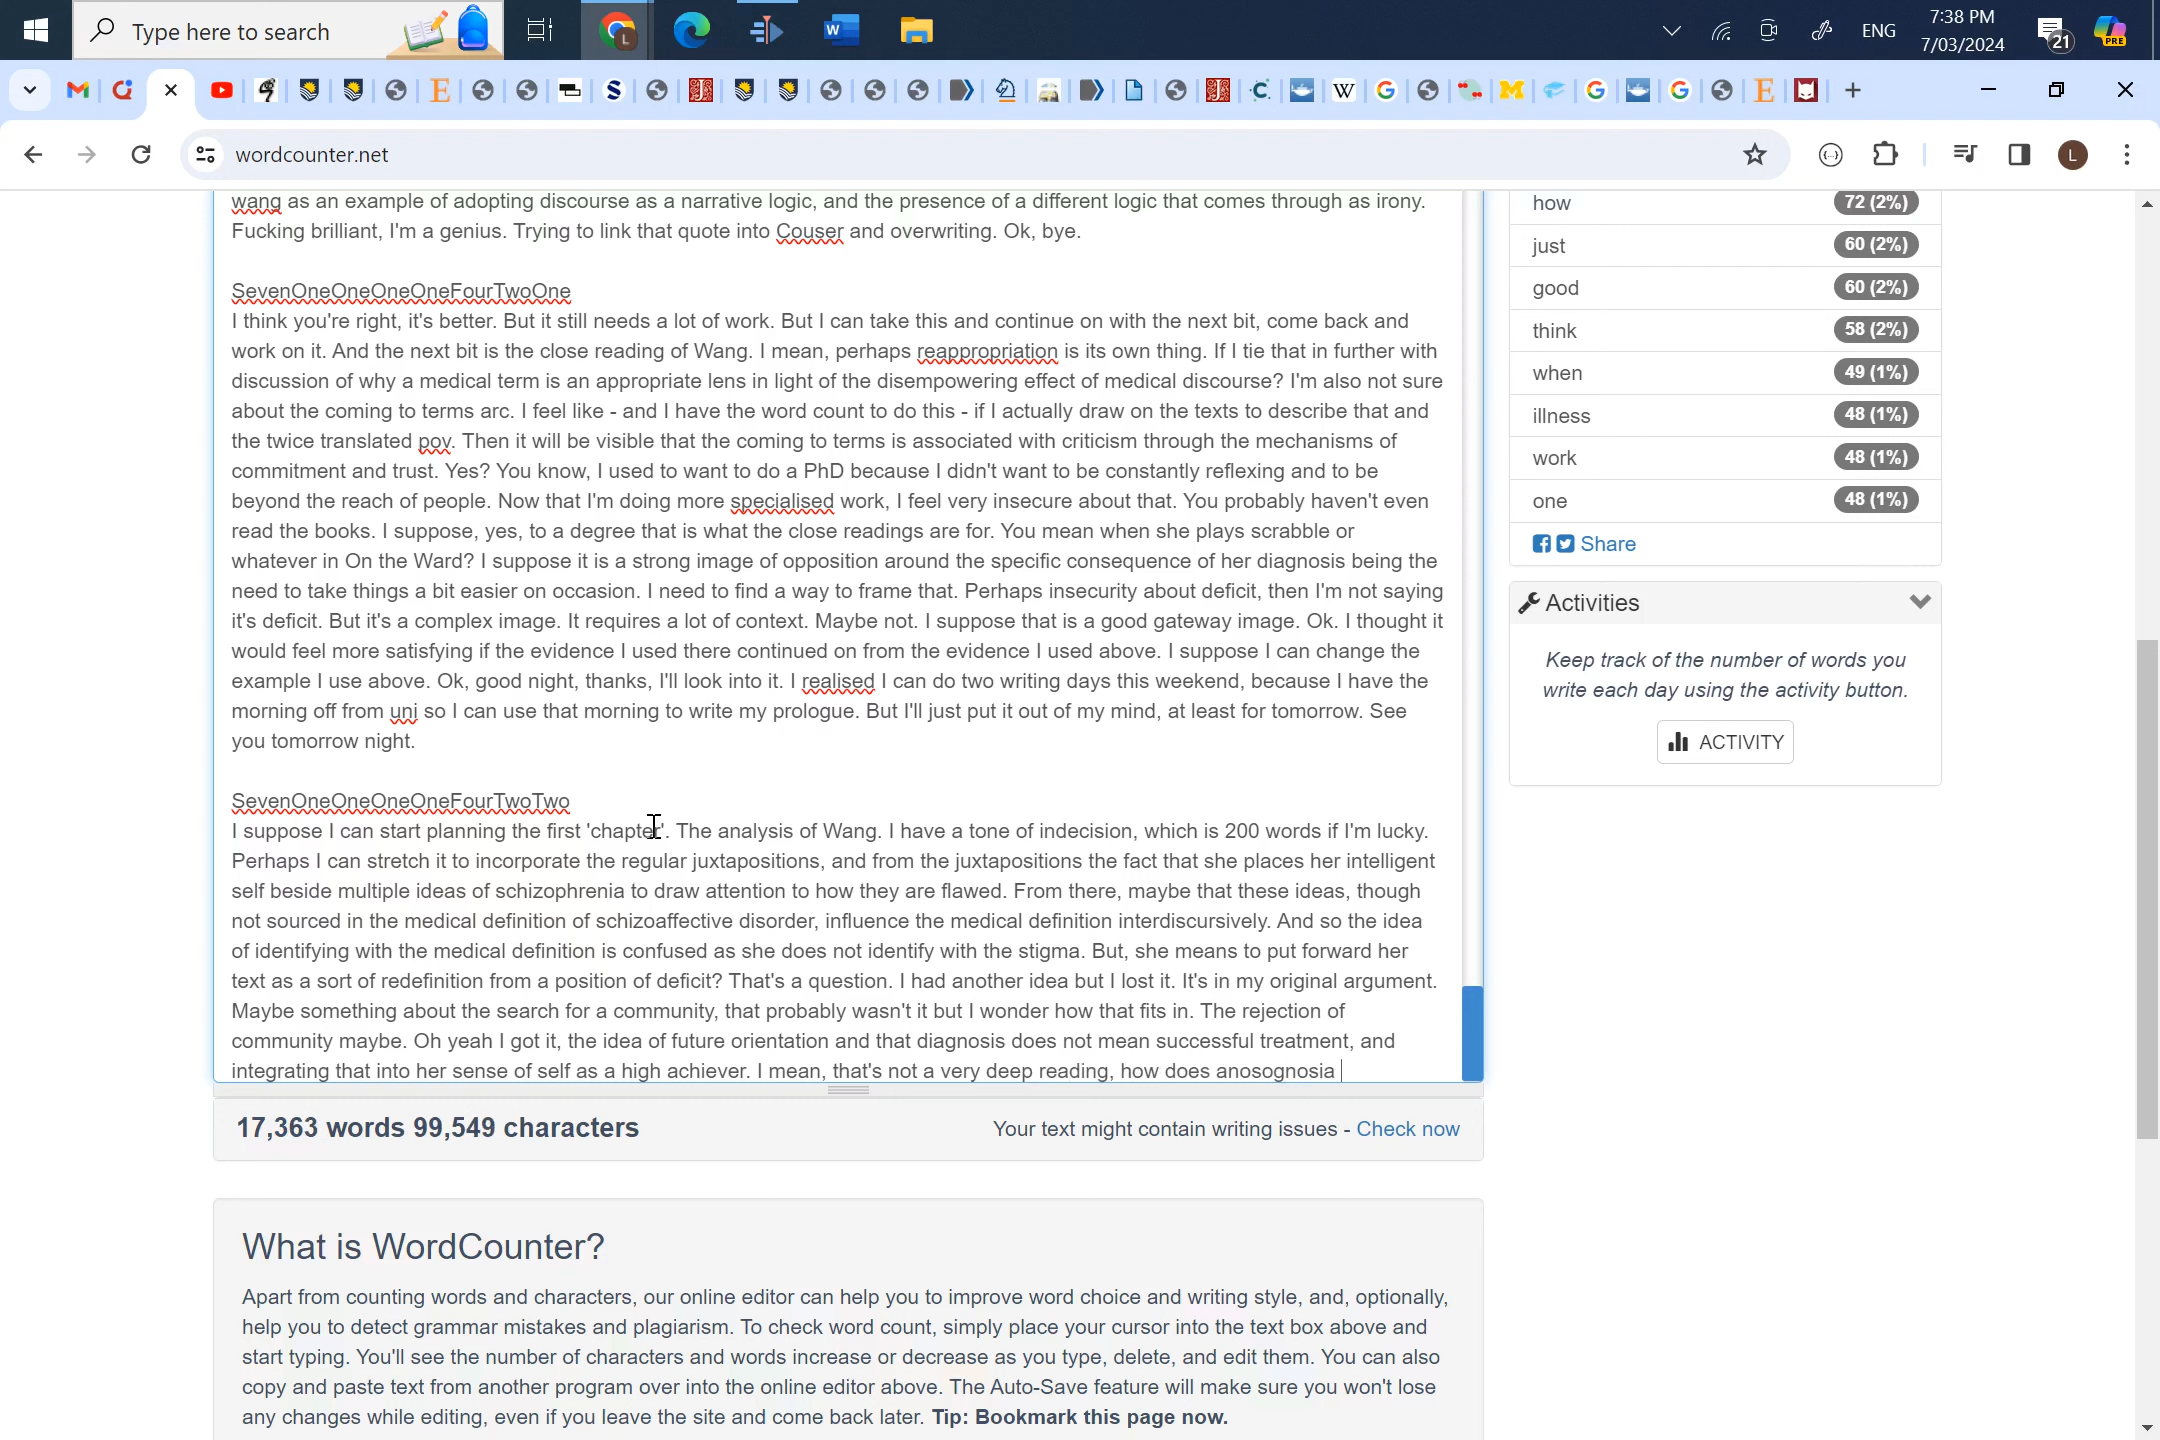 Type here to search
ENG
7:38 PM
7/03/2024
21
PRE
wordcounter.net
L
wang as an example of adopting discourse as a narrative logic, and the presence of a different logic that comes through as irony.
Fucking brilliant, I'm a genius. Trying to link that quote into Couser and overwriting. Ok, bye.
SevenOneOneOneOneFourTwoOne
I think you're right, it's better. But it still needs a lot of work. But I can take this and continue on with the next bit, come back and
work on it. And the next bit is the close reading of Wang. I mean, perhaps reappropriation is its own thing. If I tie that in further with
discussion of why a medical term is an appropriate lens in light of the disempowering effect of medical discourse? I'm also not sure
about the coming to terms arc. I feel like - and I have the word count to do this - if I actually draw on the texts to describe that and
the twice translated pov. Then it will be visible that the coming to terms is associated with criticism through the mechanisms of
commitment and trust. Yes? You know, I used to want to do a PhD because I didn't want to be constantly reflexing and to be
beyond the reach of people. Now that I'm doing more specialised work, I feel very insecure about that. You probably haven't even
read the books. I suppose, yes, to a degree that is what the close readings are for. You mean when she plays scrabble or
whatever in On the Ward? I suppose it is a strong image of opposition around the specific consequence of her diagnosis being the
need to take things a bit easier on occasion. I need to find a way to frame that. Perhaps insecurity about deficit, then I'm not saying
it's deficit. But it's a complex image. It requires a lot of context. Maybe not. I suppose that is a good gateway image. Ok. I thought it
would feel more satisfying if the evidence I used there continued on from the evidence I used above. I suppose I can change the
example I use above. Ok, good night, thanks, I'll look into it. I realised I can do two writing days this weekend, because I have the
morning off from uni so I can use that morning to write my prologue. But I'll just put it out of my mind, at least for tomorrow. See
you tomorrow night.
SevenOneOneOneOneFourTwoTwo
I suppose I can start planning the first 'chapter'. The analysis of Wang. I have a tone of indecision, which is 200 words if I'm lucky.
Perhaps I can stretch it to incorporate the regular juxtapositions, and from the juxtapositions the fact that she places her intelligent
self beside multiple ideas of schizophrenia to draw attention to how they are flawed. From there, maybe that these ideas, though
not sourced in the medical definition of schizoaffective disorder, influence the medical definition interdiscursively. And so the idea
of identifying with the medical definition is confused as she does not identify with the stigma. But, she means to put forward her
text as a sort of redefinition from a position of deficit? That's a question. I had another idea but I lost it. It's in my original argument.
Maybe something about the search for a community, that probably wasn't it but I wonder how that fits in. The rejection of
community maybe. Oh yeah I got it, the idea of future orientation and that diagnosis does not mean successful treatment, and
integrating that into her sense of self as a high achiever. I mean, that's not a very deep reading, how does anosognosia
17,363 words 99,549 characters
Your text might contain writing issues - Check now
What is WordCounter?
Apart from counting words and characters, our online editor can help you to improve word choice and writing style, and, optionally,
help you to detect grammar mistakes and plagiarism. To check word count, simply place your cursor into the text box above and
start typing. You'll see the number of characters and words increase or decrease as you type, delete, and edit them. You can also
copy and paste text from another program over into the online editor above. The Auto-Save feature will make sure you won't lose
any changes while editing, even if you leave the site and come back later. Tip: Bookmark this page now.
how 72 (2%)
just 60 (2%)
good 60 (2%)
think 58 (2%)
when 49 (1%)
illness 48 (1%)
work 48 (1%)
one 48 (1%)
Share
Activities
Keep track of the number of words you
write each day using the activity button.
ACTIVITY